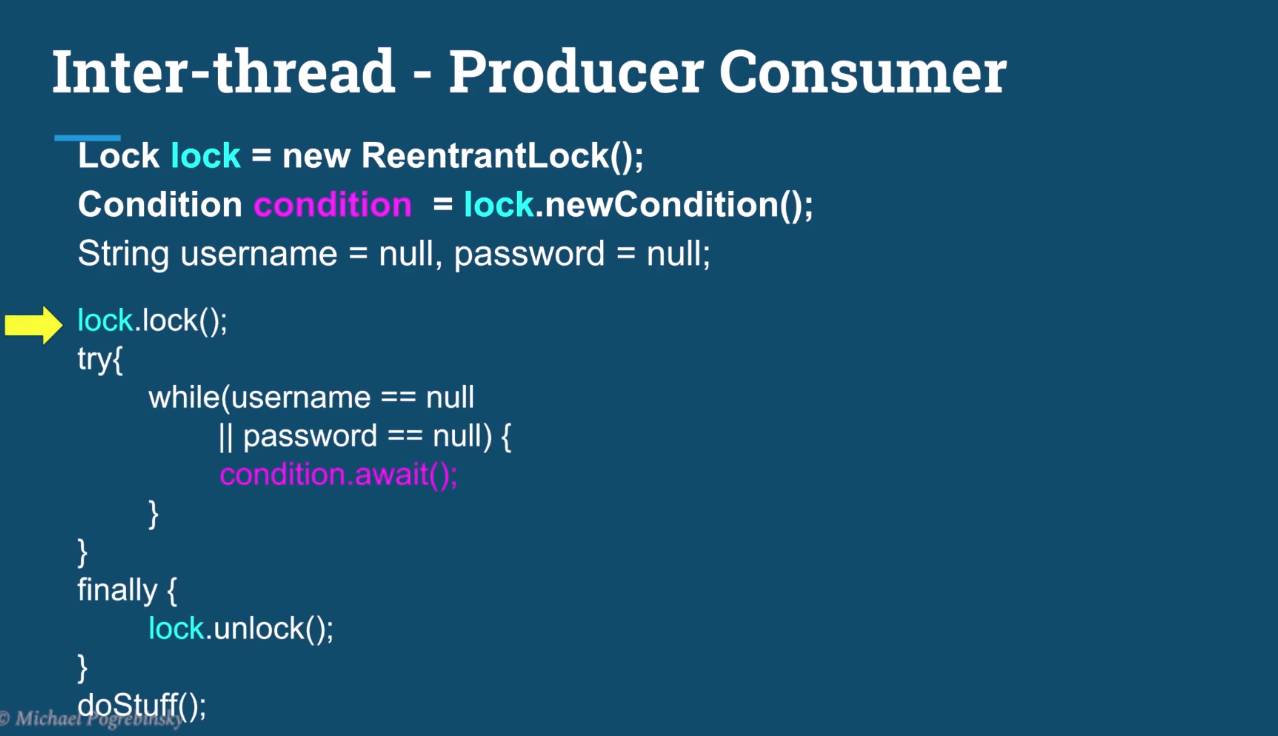 Inter-thread - Producer Consumer
Lock lock = new ReentrantLock();
Condition condition = lock.newCondition();
String username = null, password = null;
lock.lock();
try{
while(username == null
|| password == null) {
condition.await();
}
}
finally {
lock.unlock();
}
doStuff();
© Michael Pogrebinsky